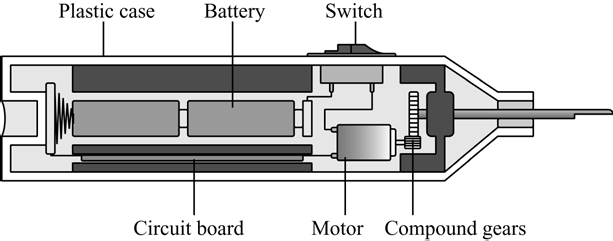 Plastic case
Battery
Switch
Circuit board
Motor
Compound gears